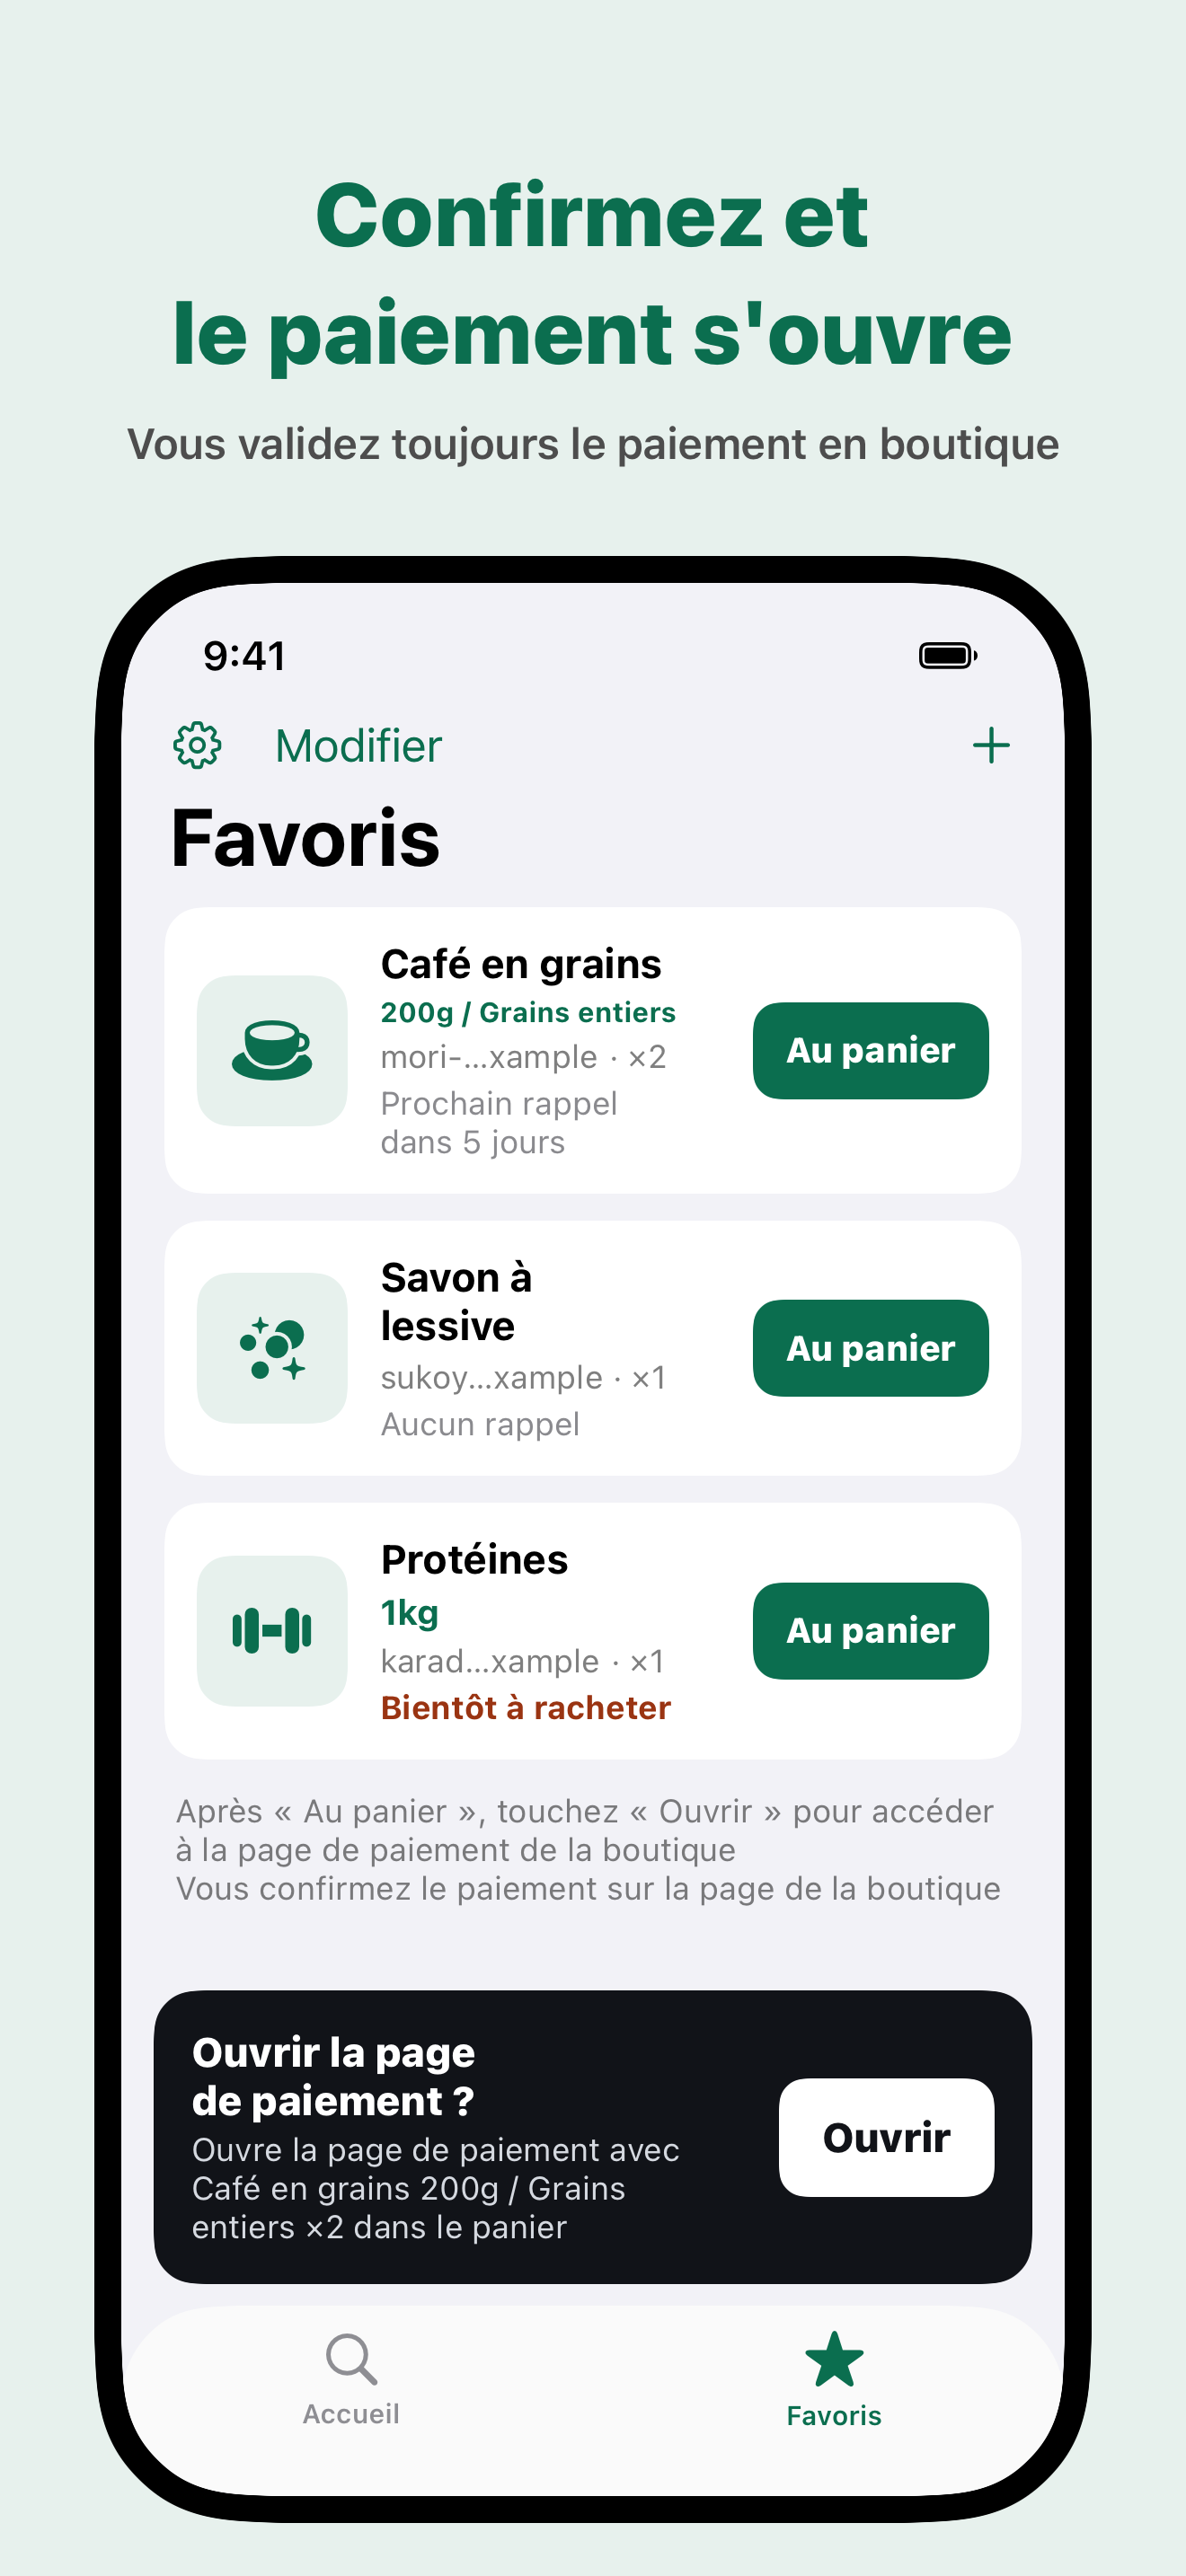 Confirmez et
le paiement s'ouvre
Vous validez toujours le paiement en boutique
9:41
Modifier
Favoris
Café en grains
200g / Grains entiers
mori-...xample · ×2
Prochain rappel
dans 5 jours
Au panier
Savon à
lessive
sukoy...xample · ×1
Aucun rappel
Au panier
Protéines
1kg
karad...xample · ×1
Bientôt à racheter
Au panier
Après « Au panier », touchez « Ouvrir » pour accéder
à la page de paiement de la boutique
Vous confirmez le paiement sur la page de la boutique
Ouvrir la page
de paiement ?
Ouvre la page de paiement avec
Café en grains 200g / Grains
entiers ×2 dans le panier
Ouvrir
Accueil
Favoris